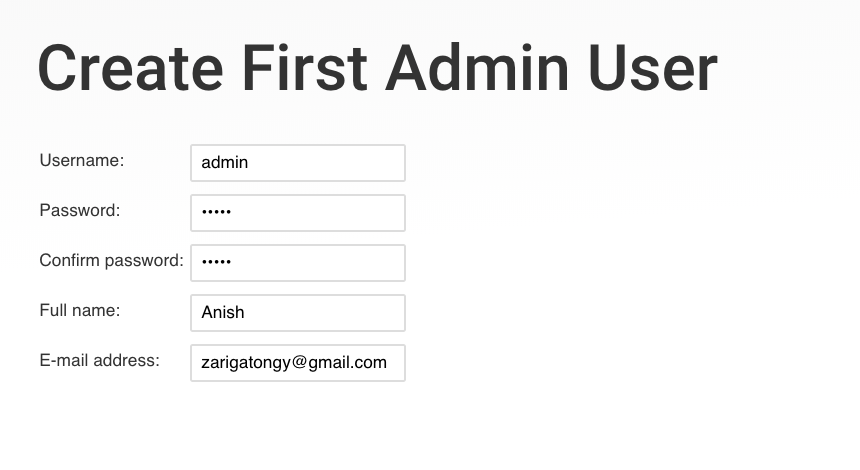 Create First Admin User
Username: admin
Password: •••••
Confirm password: •••••
Full name: Anish
E-mail address: zarigatongy@gmail.com